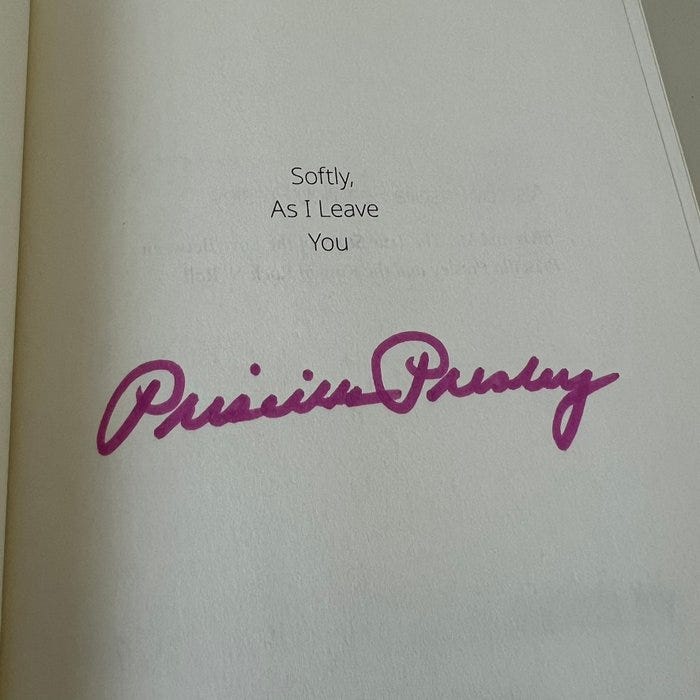 Softly,
As I Leave
You
Priscilla Presley